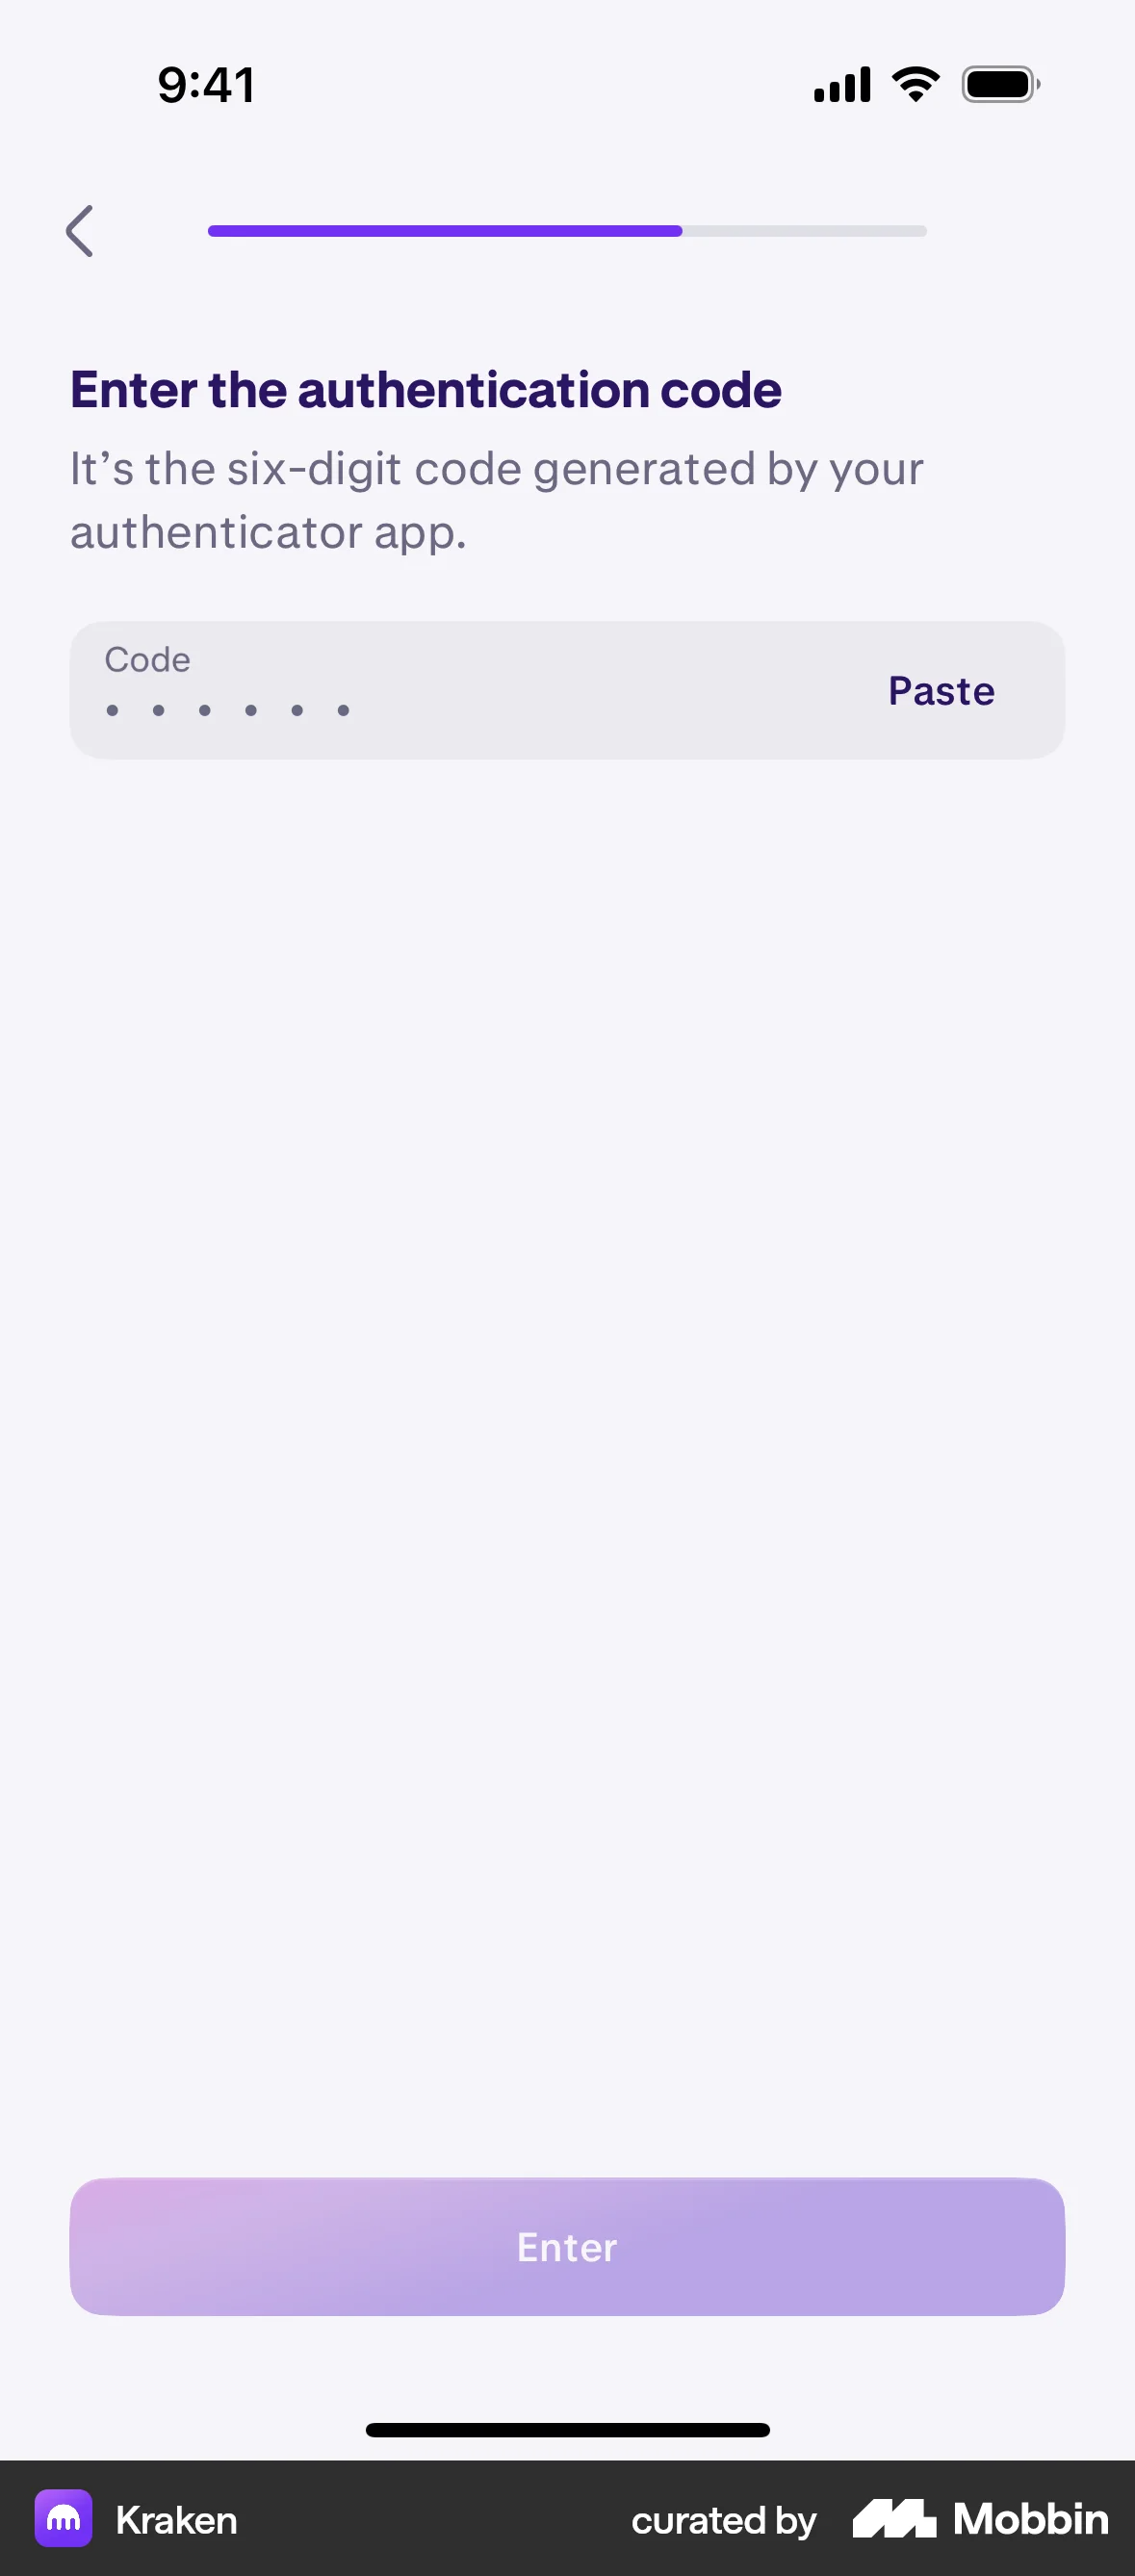 9:41
Enter the authentication code
It’s the six-digit code generated by your
authenticator app.
Code
Paste
Enter
Kraken
curated by Mobbin